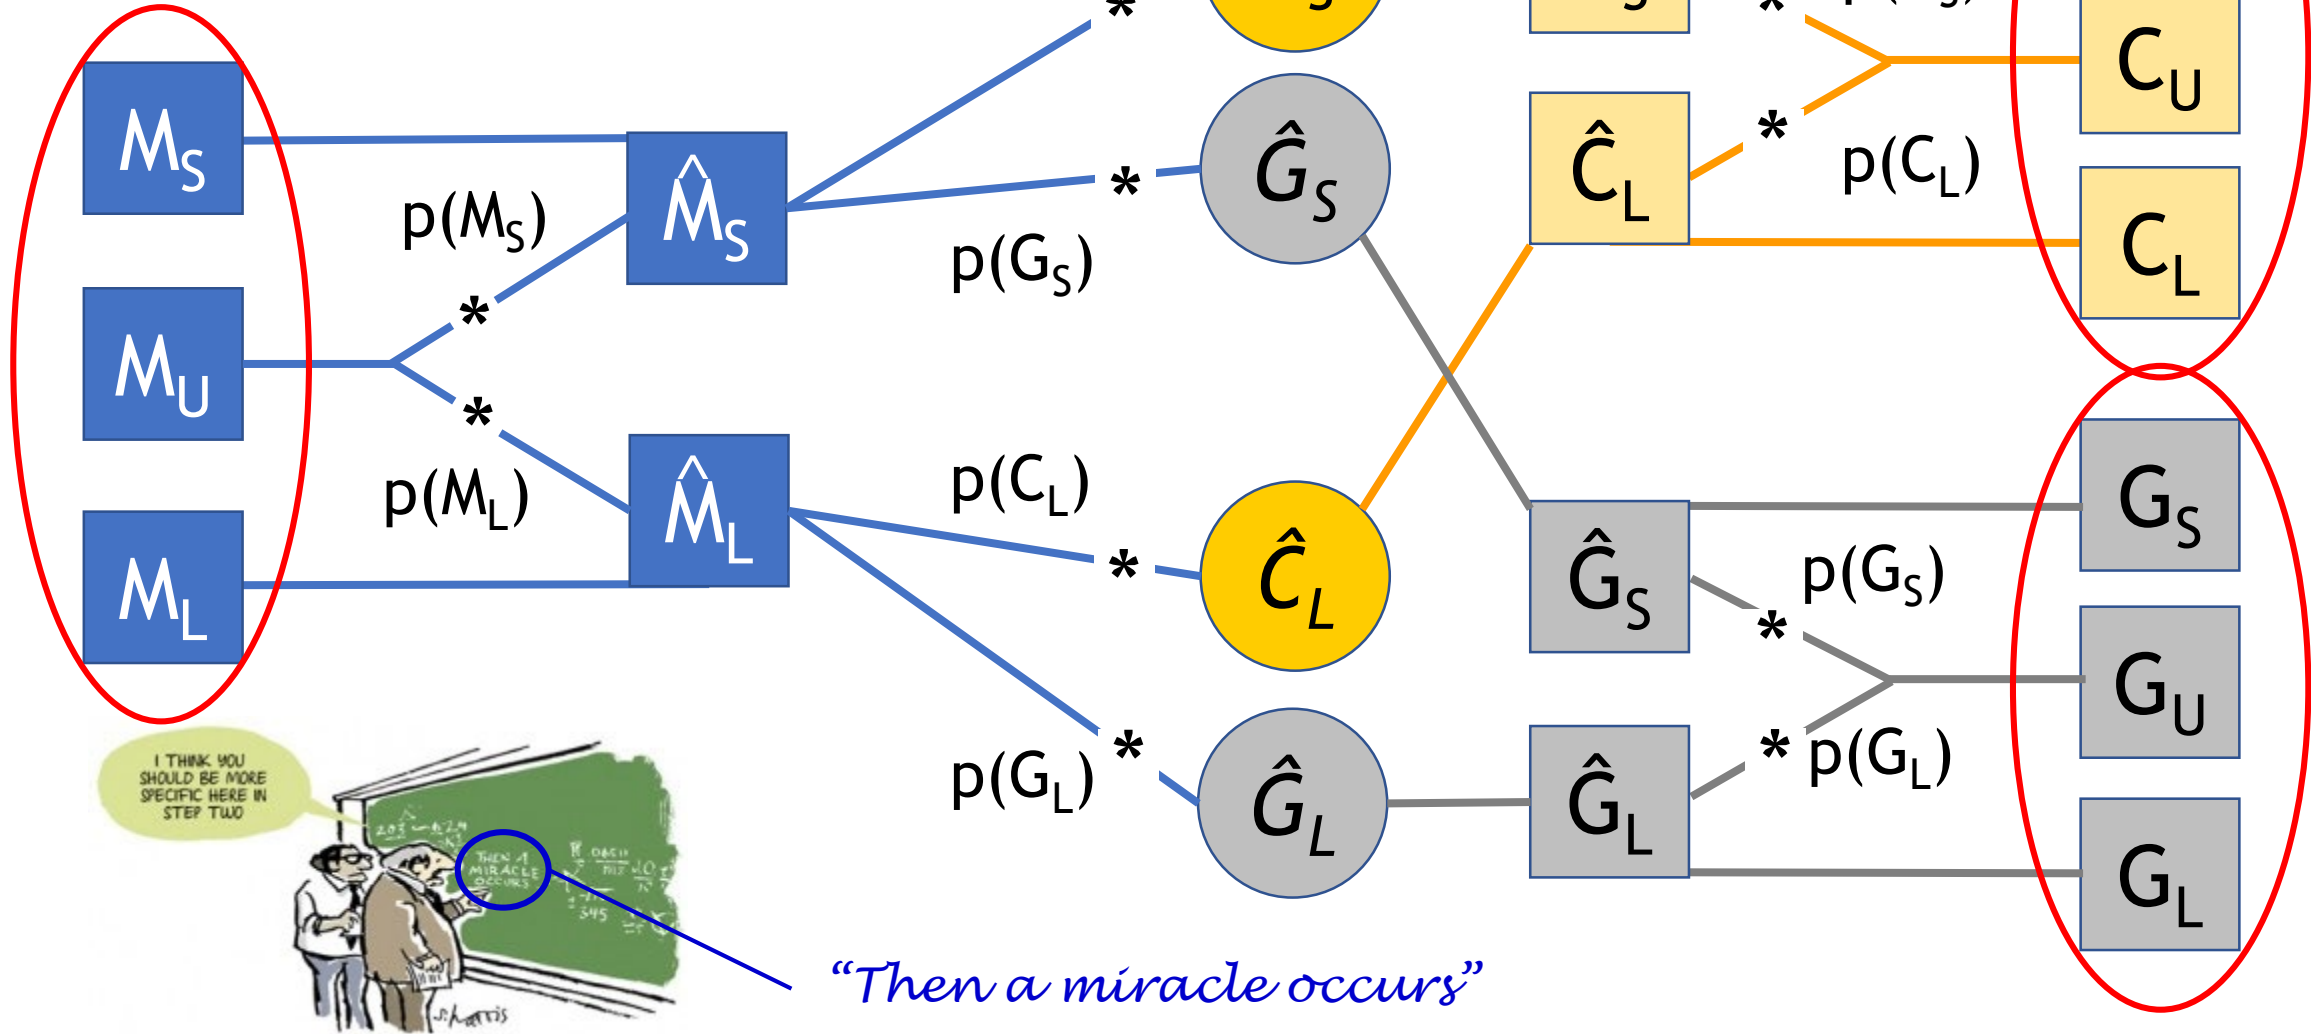 *
M_S
p(M_S)
M̂_S
*
p(G_S)
Ĝ_S
Ĉ_L
*
*
p(C_L)
C_U
C_L
M_U
*
*
p(M_L)
M_L
M̂_L
p(C_L)
*
Ĉ_L
p(G_L)
*
Ĝ_L
Ĝ_S
p(G_S)
*
Ĝ_L
*
p(G_L)
G_S
G_U
G_L
I THINK YOU
SHOULD BE MORE
SPECIFIC HERE IN
STEP TWO
THEN A
MIRACLE
OCCURS
345
S. Harris
“Then a miracle occurs”